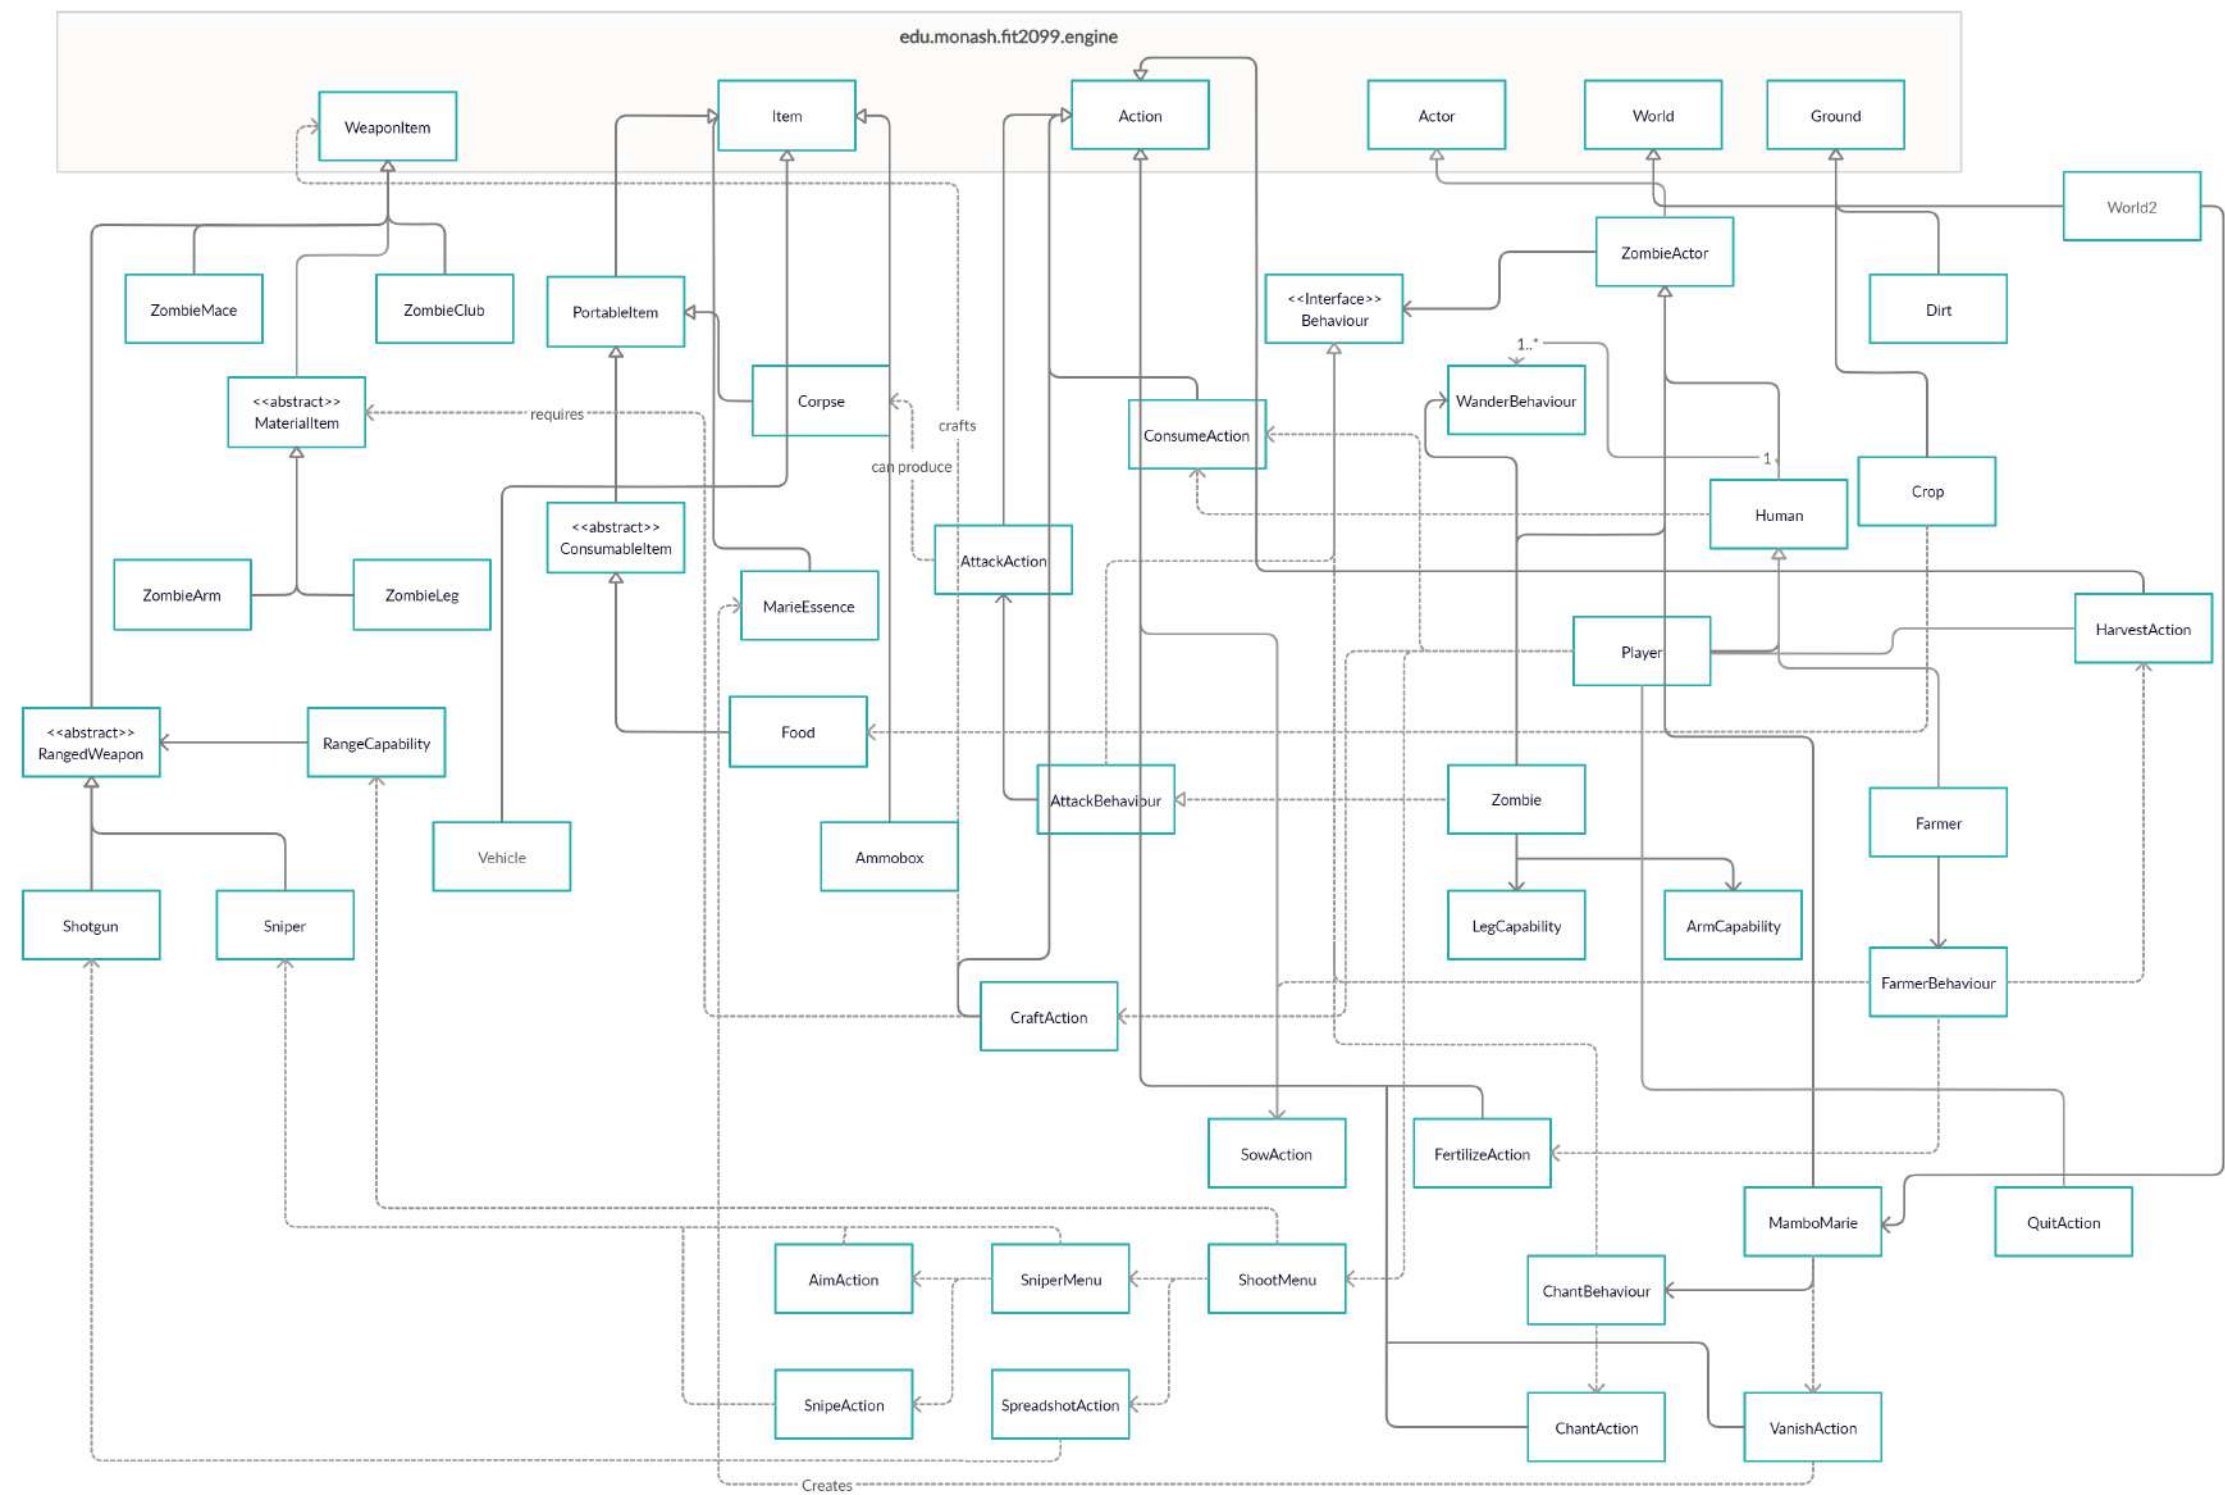 edu.monash.fit2099.engine
WeaponItem
Item
Action
Actor
World
Ground
World2
ZombieActor
ZombieMace
ZombieClub
PortableItem
<<Interface>>
Behaviour
Dirt
1..*
<<abstract>>
MaterialItem
requires
Corpse
crafts
can produce
ConsumeAction
WanderBehaviour
1
Crop
Human
<<abstract>>
ConsumableItem
AttackAction
ZombieArm
ZombieLeg
MarieEssence
Player
HarvestAction
<<abstract>>
RangedWeapon
RangeCapability
Food
AttackBehaviour
Zombie
Farmer
Vehicle
Ammobox
Shotgun
Sniper
LegCapability
ArmCapability
FarmerBehaviour
CraftAction
SowAction
FertilizeAction
MamboMarie
QuitAction
AimAction
SniperMenu
ShootMenu
ChantBehaviour
SnipeAction
SpreadshotAction
ChantAction
VanishAction
Creates